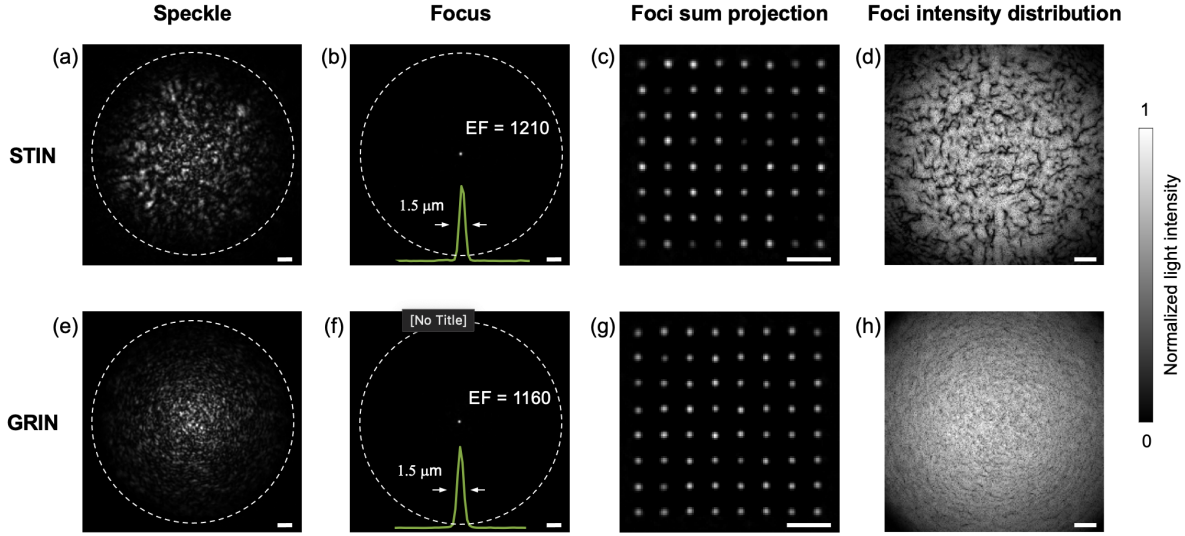 Speckle
Focus
Foci sum projection
Foci intensity distribution
(a)
(b)
(c)
(d)
STIN
EF = 1210
1.5 μm
1
Normalized light intensity
0
(e)
(f)
[No Title]
(g)
(h)
GRIN
EF = 1160
1.5 μm